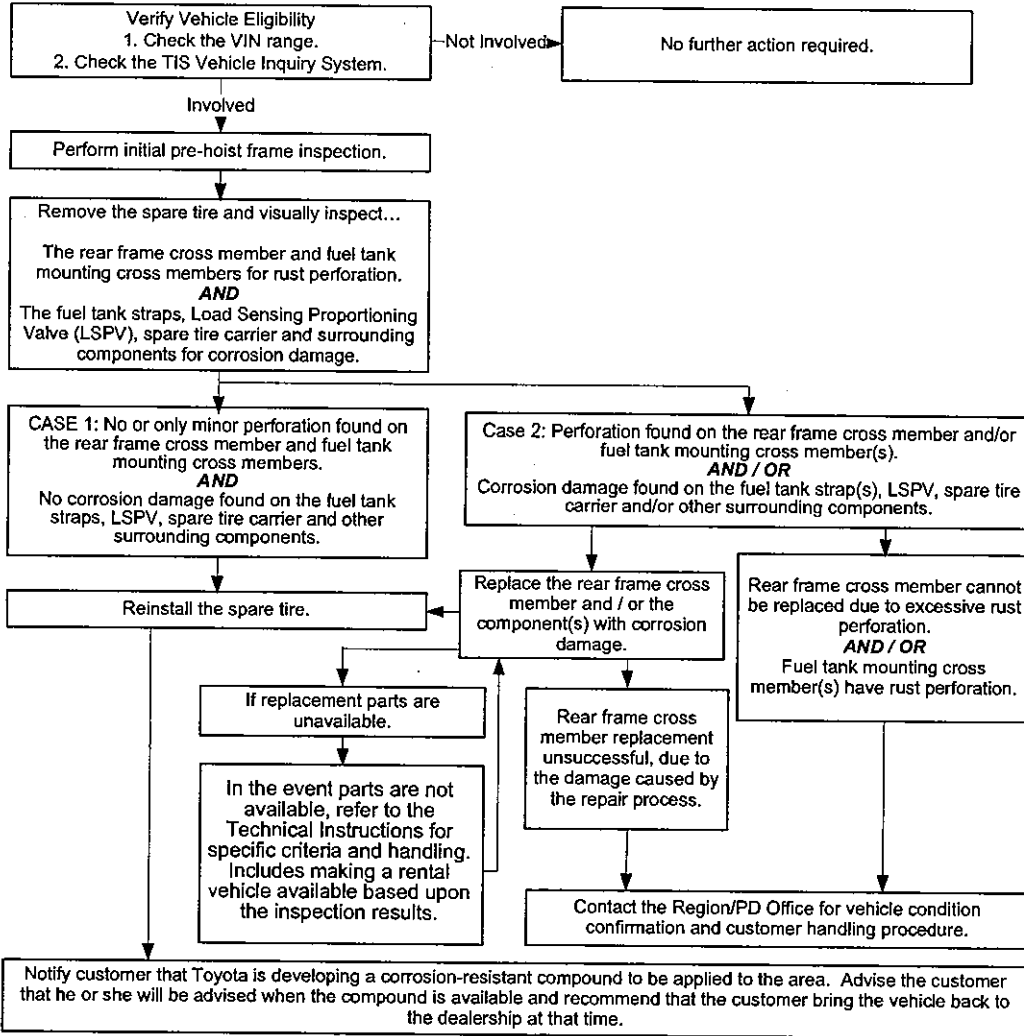 Verify Vehicle Eligibility
1. Check the VIN range.
2. Check the TIS Vehicle Inquiry System.
Not Involved
No further action required.
Involved
Perform initial pre-hoist frame inspection.
Remove the spare tire and visually inspect...
The rear frame cross member and fuel tank
mounting cross members for rust perforation.
AND
The fuel tank straps, Load Sensing Proportioning
Valve (LSPV), spare tire carrier and surrounding
components for corrosion damage.
CASE 1: No or only minor perforation found on
the rear frame cross member and fuel tank
mounting cross members.
AND
No corrosion damage found on the fuel tank
straps, LSPV, spare tire carrier and other
surrounding components.
Case 2: Perforation found on the rear frame cross member and/or
fuel tank mounting cross member(s).
AND / OR
Corrosion damage found on the fuel tank strap(s), LSPV, spare tire
carrier and/or other surrounding components.
Reinstall the spare tire.
Replace the rear frame cross
member and / or the
component(s) with corrosion
damage.
Rear frame cross member cannot
be replaced due to excessive rust
perforation.
AND / OR
Fuel tank mounting cross
member(s) have rust perforation.
If replacement parts are
unavailable.
Rear frame cross
member replacement
unsuccessful, due to
the damage caused by
the repair process.
In the event parts are not
available, refer to the
Technical Instructions for
specific criteria and handling.
Includes making a rental
vehicle available based upon
the inspection results.
Contact the Region/PD Office for vehicle condition
confirmation and customer handling procedure.
Notify customer that Toyota is developing a corrosion-resistant compound to be applied to the area. Advise the customer
that he or she will be advised when the compound is available and recommend that the customer bring the vehicle back to
the dealership at that time.